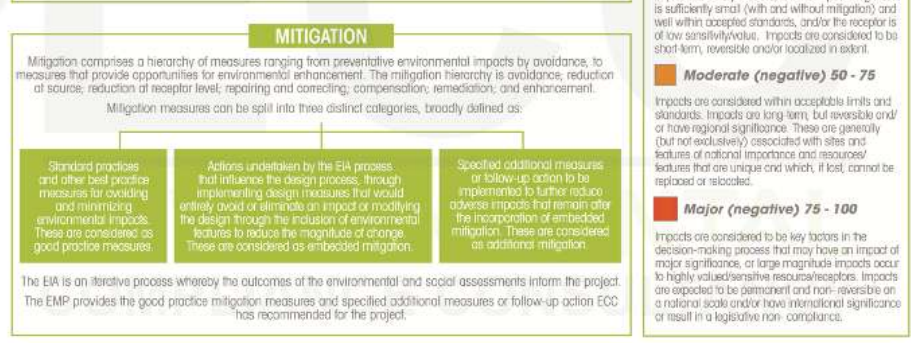 MITIGATION
Mitigation comprises a hierarchy of measures ranging from preventative environmental impacts by avoidance, to
measures that provide opportunities for environmental enhancement. The mitigation hierarchy is avoidance; reduction
at source; reduction at receptor level; repairing and correcting; compensation; remediation; and enhancement.
Mitigation measures can be split into three distinct categories, broadly defined as:
Standard practices
and other best practice
measures for avoiding
and minimizing
environmental impacts.
These are considered as
good practice measures.
Actions undertaken by the EIA process
that influence the design process, through
implementing design measures that would
entirely avoid or eliminate an impact or modifying
the design through the inclusion of environmental
features to reduce the magnitude of change.
These are considered as embedded mitigation.
Specified additional measures
or follow-up action to be
implemented to further reduce
adverse impacts that remain after
the incorporation of embedded
mitigation. These are considered
as additional mitigation.
The EIA is an iterative process whereby the outcomes of the environmental and social assessments inform the project.
The EMP provides the good practice mitigation measures and specified additional measures or follow-up action ECC
has recommended for the project.
is sufficiently small (with and without mitigation) and
well within accepted standards, and/or the receptor is
of low sensitivity/value. Impacts are considered to be
short-term, reversible and/or localized in extent.
Moderate (negative) 50 - 75
Impacts are considered within acceptable limits and
standards. Impacts are long-term, but reversible and/
or have regional significance. These are generally
(but not exclusively) associated with sites and
features of national importance and resources/
features that are unique and which, if lost, cannot be
replaced or relocated.
Major (negative) 75 - 100
Impacts are considered to be key factors in the
decision-making process that may have an impact of
major significance, or large magnitude impacts occur
to highly valued/sensitive resource/receptors. Impacts
are expected to be permanent and non- reversible on
a national scale and/or have international significance
or result in a legislative non- compliance.